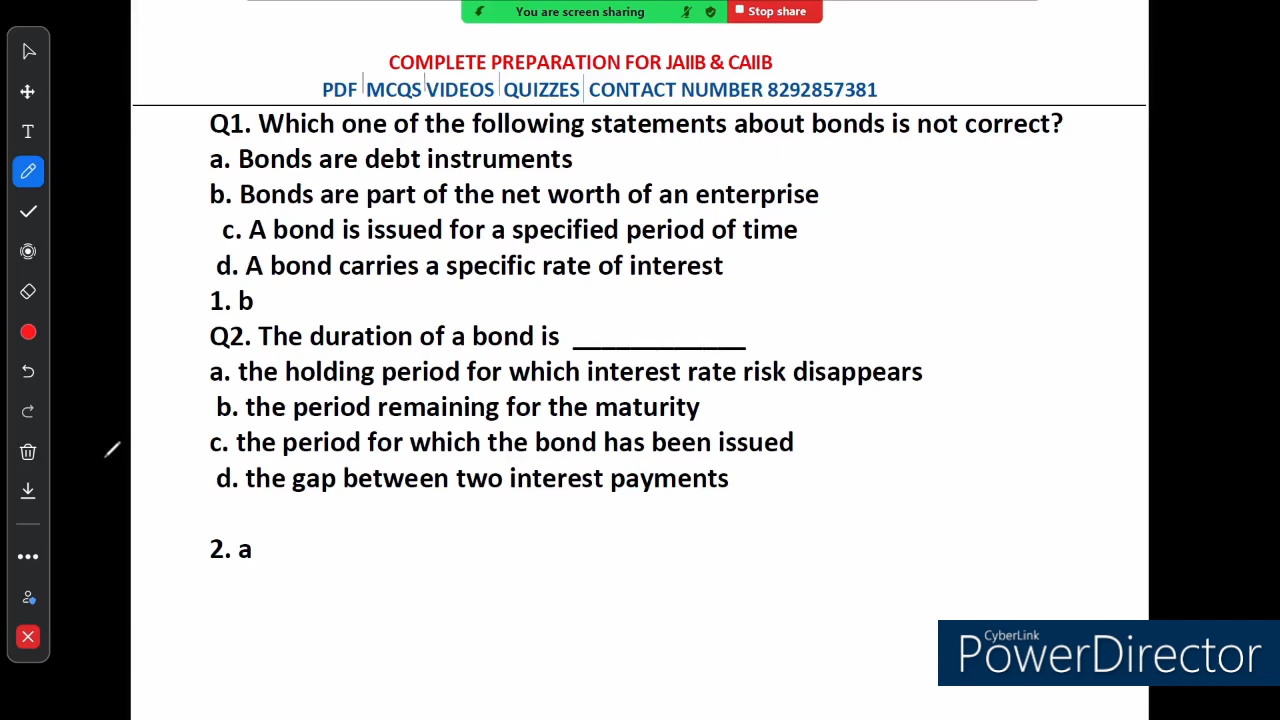 You are screen sharing
Stop share
COMPLETE PREPARATION FOR JAIIB & CAIIB
PDF MCQS VIDEOS QUIZZES CONTACT NUMBER 8292857381
Q1. Which one of the following statements about bonds is not correct?
a. Bonds are debt instruments
b. Bonds are part of the net worth of an enterprise
c. A bond is issued for a specified period of time
d. A bond carries a specific rate of interest
1. b
Q2. The duration of a bond is ____________
a. the holding period for which interest rate risk disappears
b. the period remaining for the maturity
c. the period for which the bond has been issued
d. the gap between two interest payments
2. a
T
CyberLink
PowerDirector